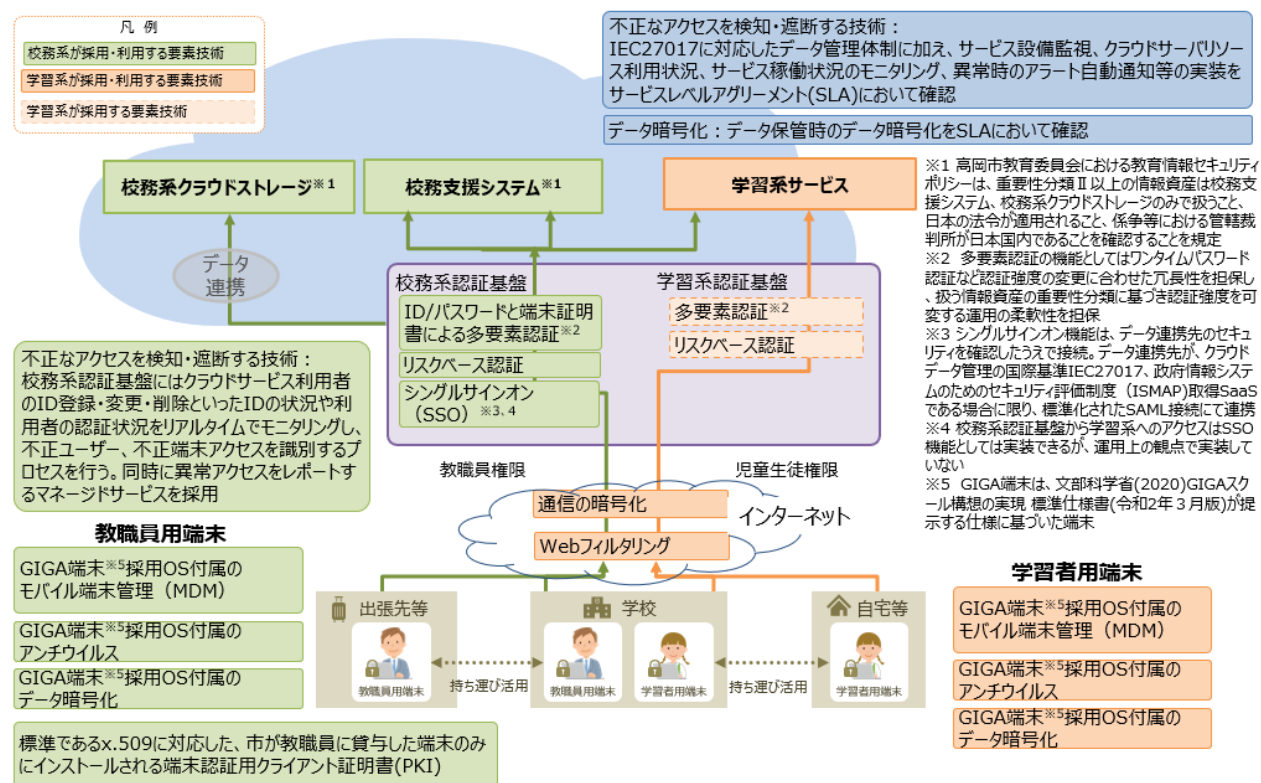 凡 例
校務系が採用・利用する要素技術
学習系が採用・利用する要素技術
学習系が採用する要素技術
不正なアクセスを検知・遮断する技術：
IEC27017に対応したデータ管理体制に加え、サービス設備監視、クラウドサーバリソー
ス利用状況、サービス稼働状況のモニタリング、異常時のアラート自動通知等の実装を
サービスレベルアグリーメント(SLA)において確認
データ暗号化：データ保管時のデータ暗号化をSLAにおいて確認
校務系クラウドストレージ※1
校務支援システム※1
学習系サービス
※1 高岡市教育委員会における教育情報セキュリティ
ポリシーは、重要性分類Ⅱ以上の情報資産は校務支
援システム、校務系クラウドストレージのみで扱うこと、
日本の法令が適用されること、係争等における管轄裁
判所が日本国内であることを確認することを規定
※2 多要素認証の機能としてはワンタイムパスワード
認証など認証強度の変更に合わせた冗長性を担保し
、扱う情報資産の重要性分類に基づき認証強度を可
変する運用の柔軟性を担保
※3 シングルサインオン機能は、データ連携先のセキュ
リティを確認したうえで接続。データ連携先が、クラウド
データ管理の国際基準IEC27017、政府情報システ
ムのためのセキュリティ評価制度（ISMAP)取得SaaS
である場合に限り、標準化されたSAML接続にて連携
※4 校務系認証基盤から学習系へのアクセスはSSO
機能としては実装できるが、運用上の観点で実装して
いない
※5 GIGA端末は、文部科学省(2020)GIGAスク
ール構想の実現 標準仕様書(令和2年３月版)が提
示する仕様に基づいた端末
データ
連携
校務系認証基盤
ID/パスワードと端末証明
書による多要素認証※2
リスクベース認証
シングルサインオン
（SSO）※3、4
学習系認証基盤
多要素認証※2
リスクベース認証
不正なアクセスを検知・遮断する技術：
校務系認証基盤にはクラウドサービス利用者
のID登録・変更・削除といったIDの状況や利
用者の認証状況をリアルタイムでモニタリングし、
不正ユーザー、不正端末アクセスを識別するプ
ロセスを行う。同時に異常アクセスをレポートす
るマネージドサービスを採用
教職員権限
児童生徒権限
通信の暗号化
インターネット
Webフィルタリング
教職員用端末
GIGA端末※5採用OS付属の
モバイル端末管理（MDM）
GIGA端末※5採用OS付属の
アンチウイルス
GIGA端末※5採用OS付属の
データ暗号化
標準であるx.509に対応した、市が教職員に貸与した端末のみ
にインストールされる端末認証用クライアント証明書(PKI)
出張先等
教職員用端末
持ち運び活用
学校
教職員用端末
学習者用端末
持ち運び活用
自宅等
学習者用端末
学習者用端末
GIGA端末※5採用OS付属の
モバイル端末管理（MDM）
GIGA端末※5採用OS付属の
アンチウイルス
GIGA端末※5採用OS付属の
データ暗号化